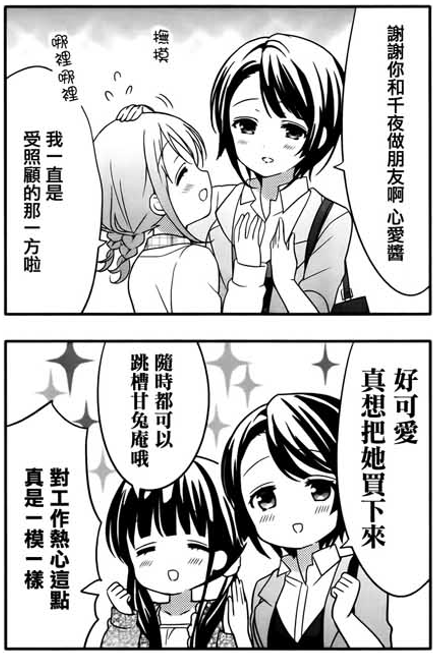 謝謝你和千夜做朋友啊 心愛醬
撫摸
哪裡哪裡
我一直是
受照顧的那一方啦
好可愛
真想把她買下來
隨時都可以
跳槽甘兔庵哦
對工作熱心這點
真是一模一樣